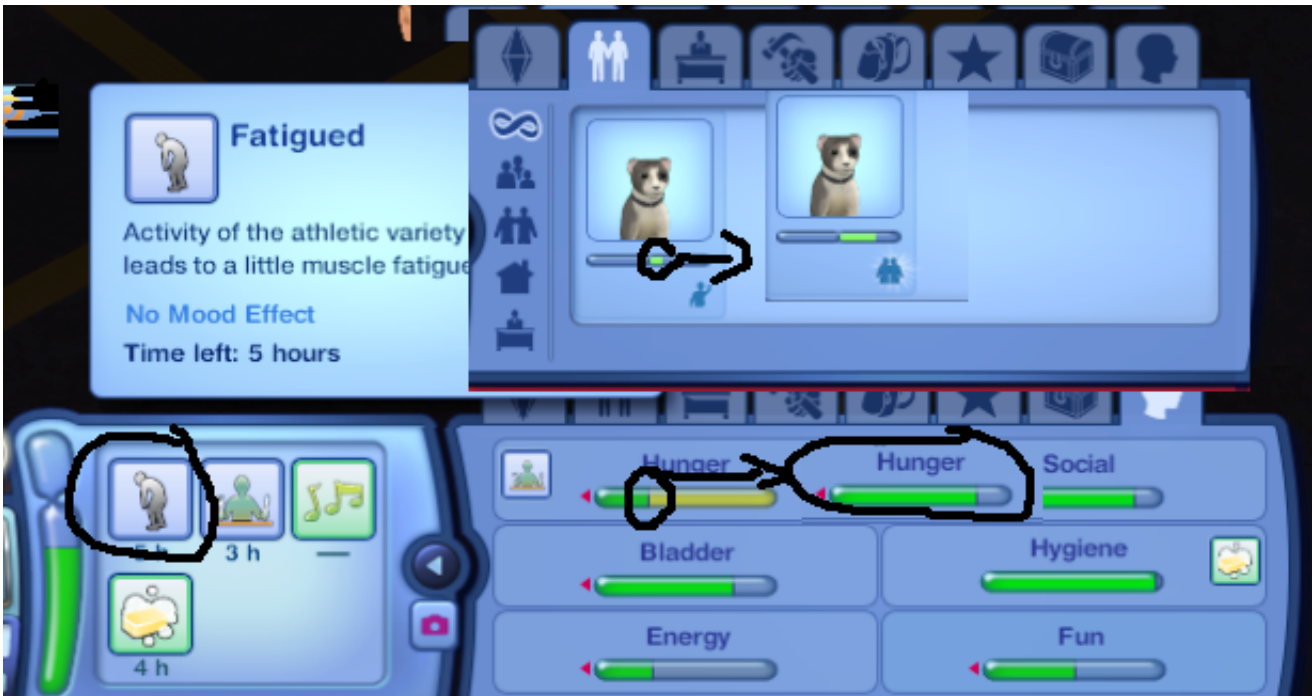 Fatigued
Activity of the athletic variety
leads to a little muscle fatigue
No Mood Effect
Time left: 5 hours
Hunger
Hunger
Social
5 h
3 h
Bladder
Hygiene
4 h
Energy
Fun